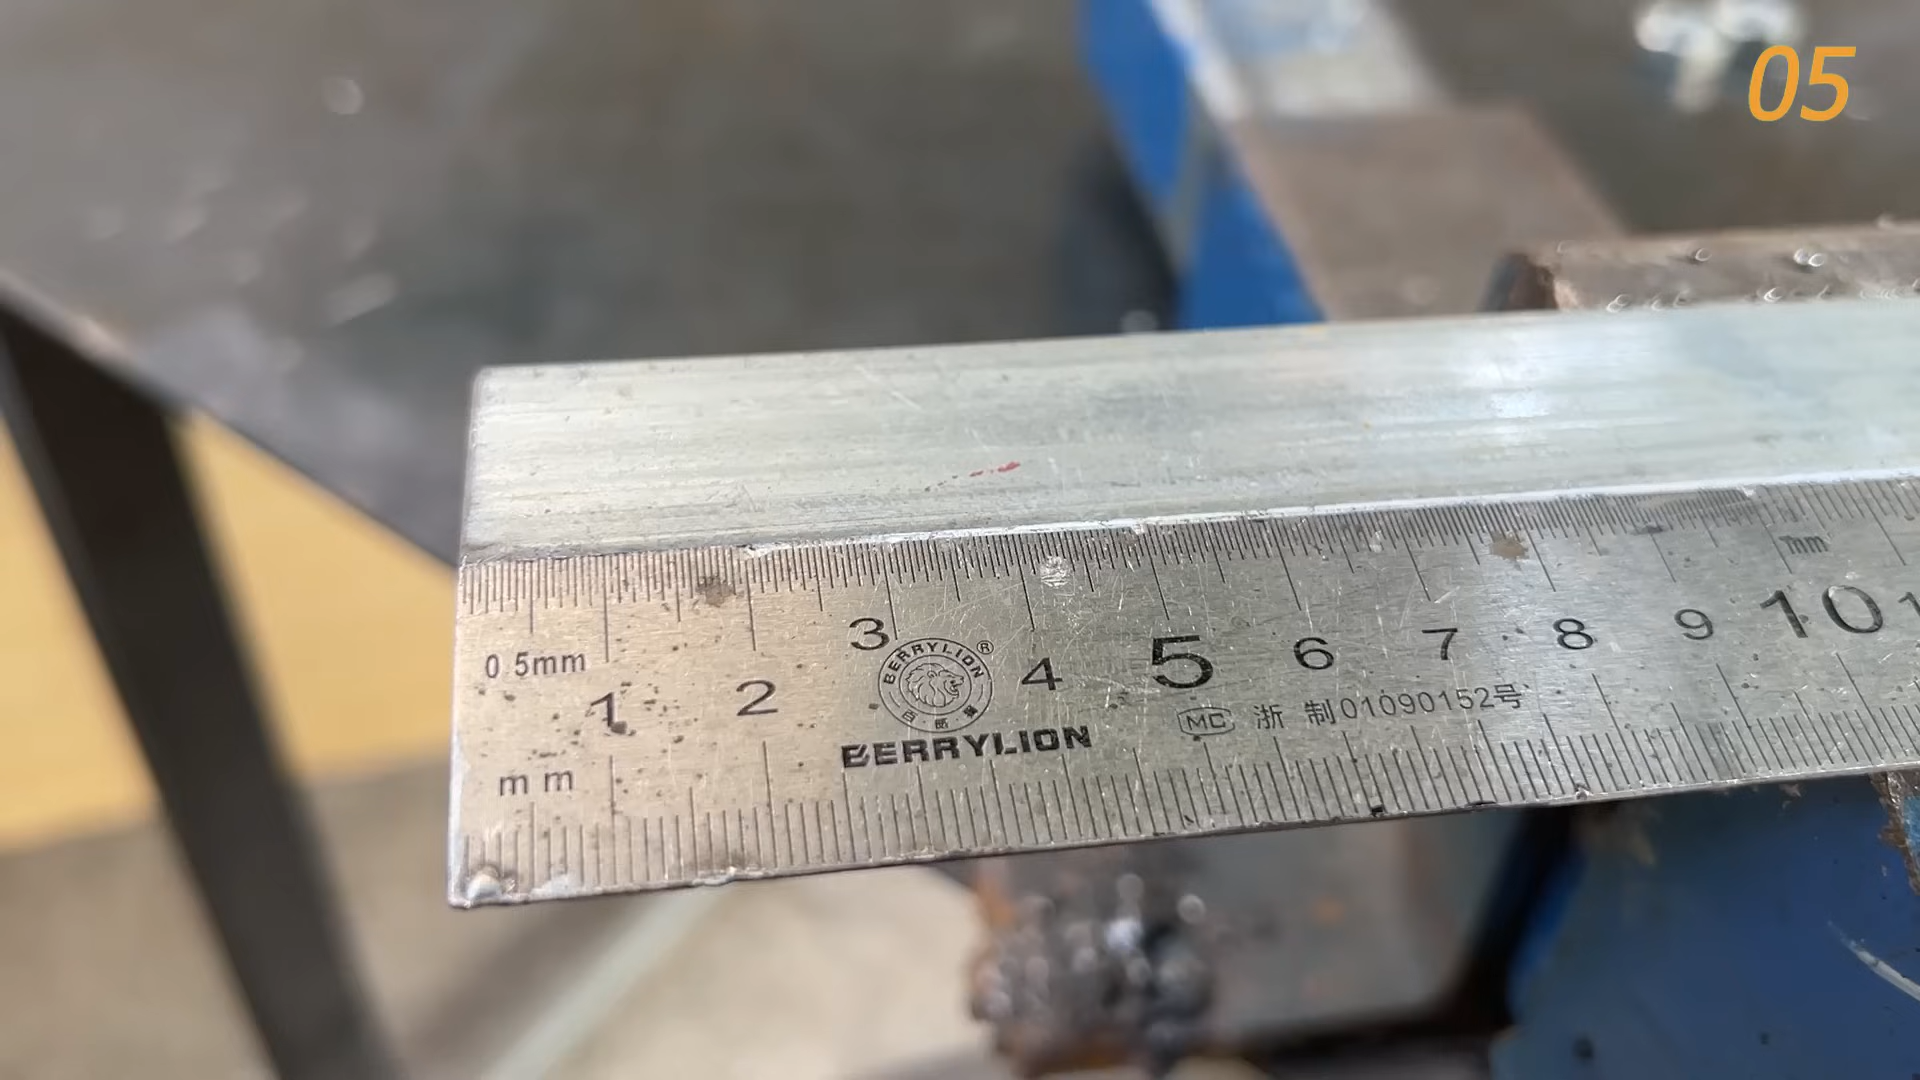 05
mm
0 5mm
1 2 3 4 5 6 7 8 9 10
BERRYLION
®
BERRYLION
MC 浙 制01090152号
mm